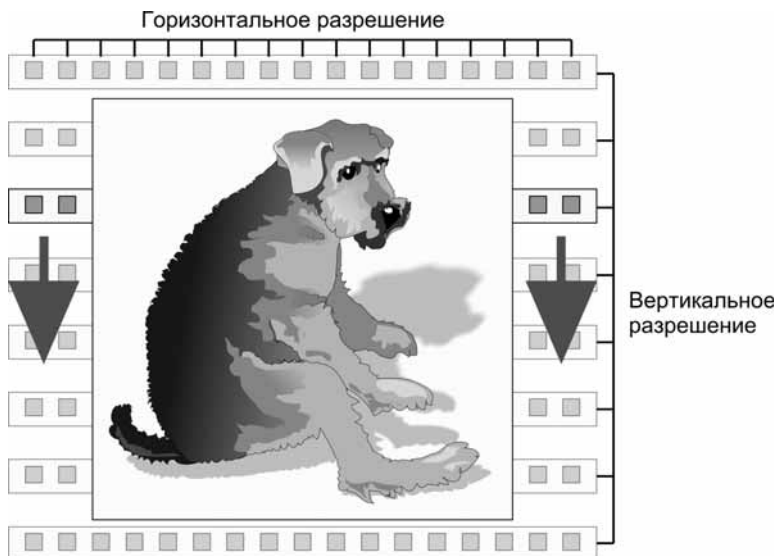 Горизонтальное разрешение
Вертикальное
разрешение